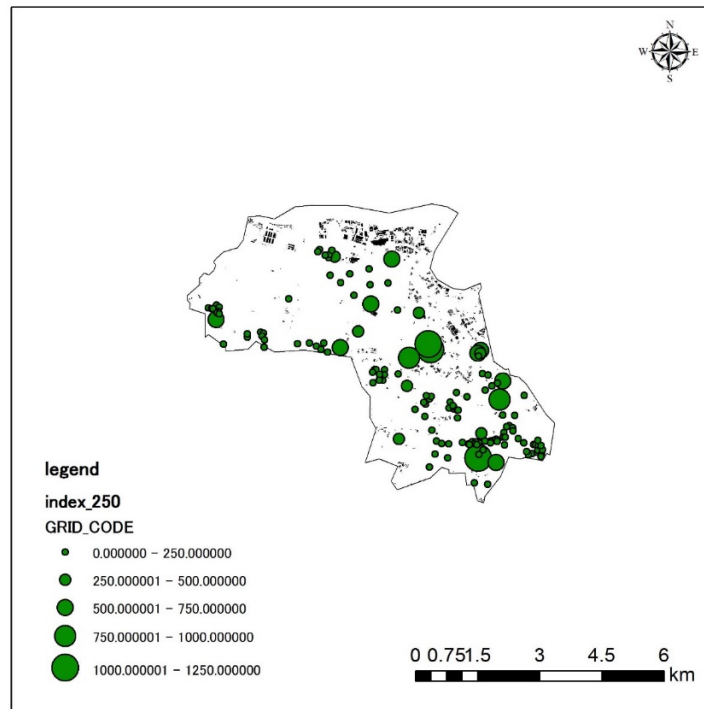 N
W E
S
legend
index_250
GRID_CODE
0.000000 - 250.000000
250.000001 - 500.000000
500.000001 - 750.000000
750.000001 - 1000.000000
1000.000001 - 1250.000000
0 0.751.5 3 4.5 6
km